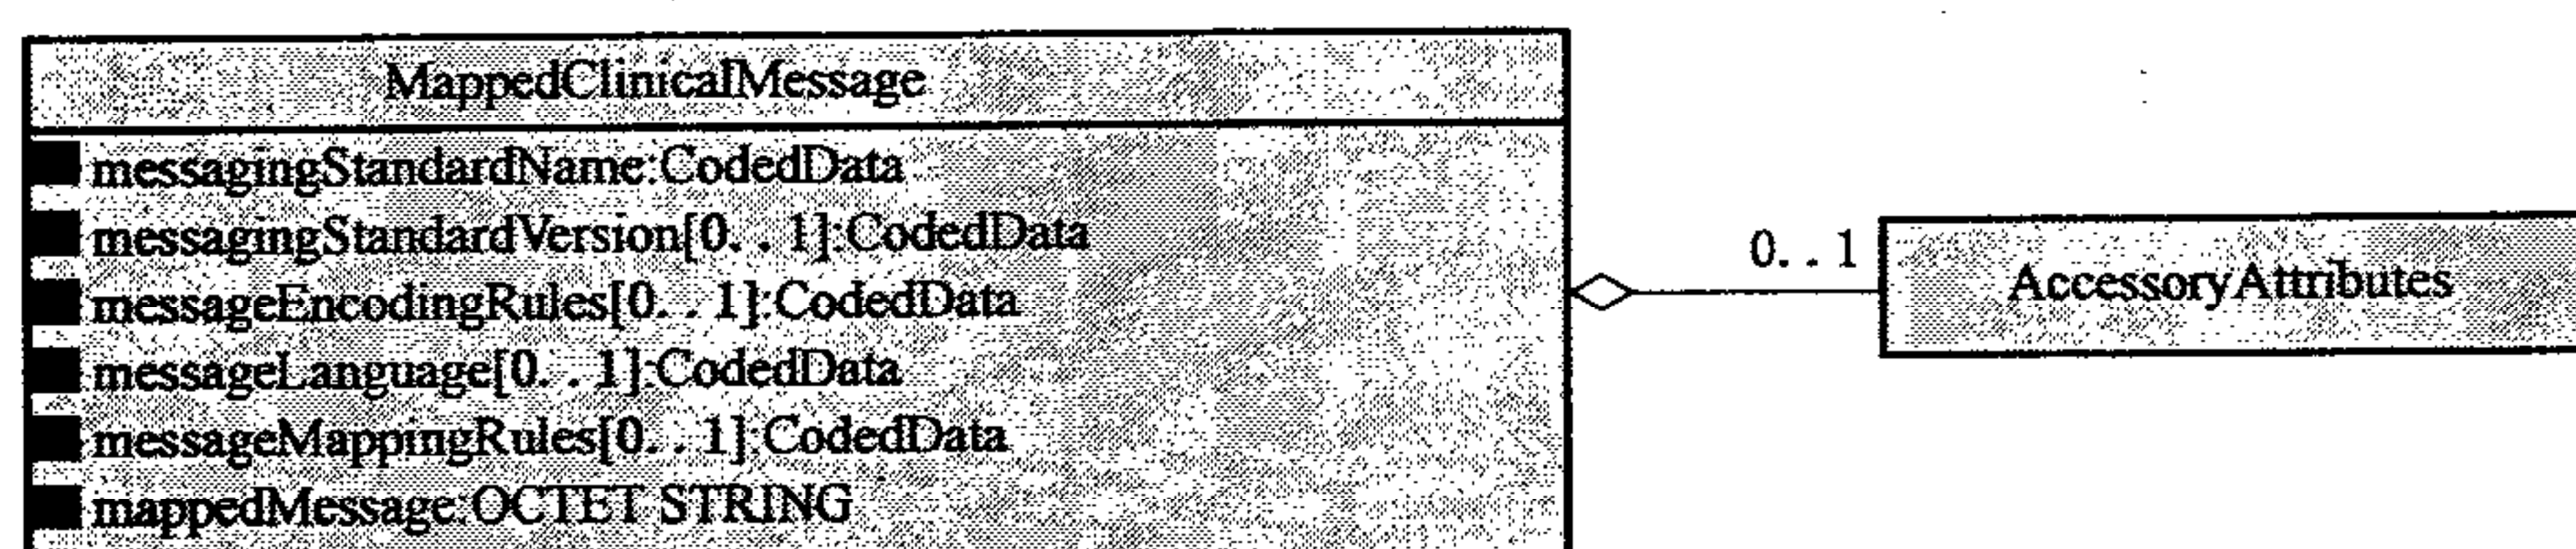 MappedClinicalMessage
messagingStandardName:CodedData
messagingStandardVersion[0. . 1]:CodedData
messageEncodingRules[0. . 1]:CodedData
messageLanguage[0. . 1]:CodedData
messageMappingRules[0. . 1]:CodedData
mappedMessage:OCTET STRING
0. . 1
AccessoryAttributes